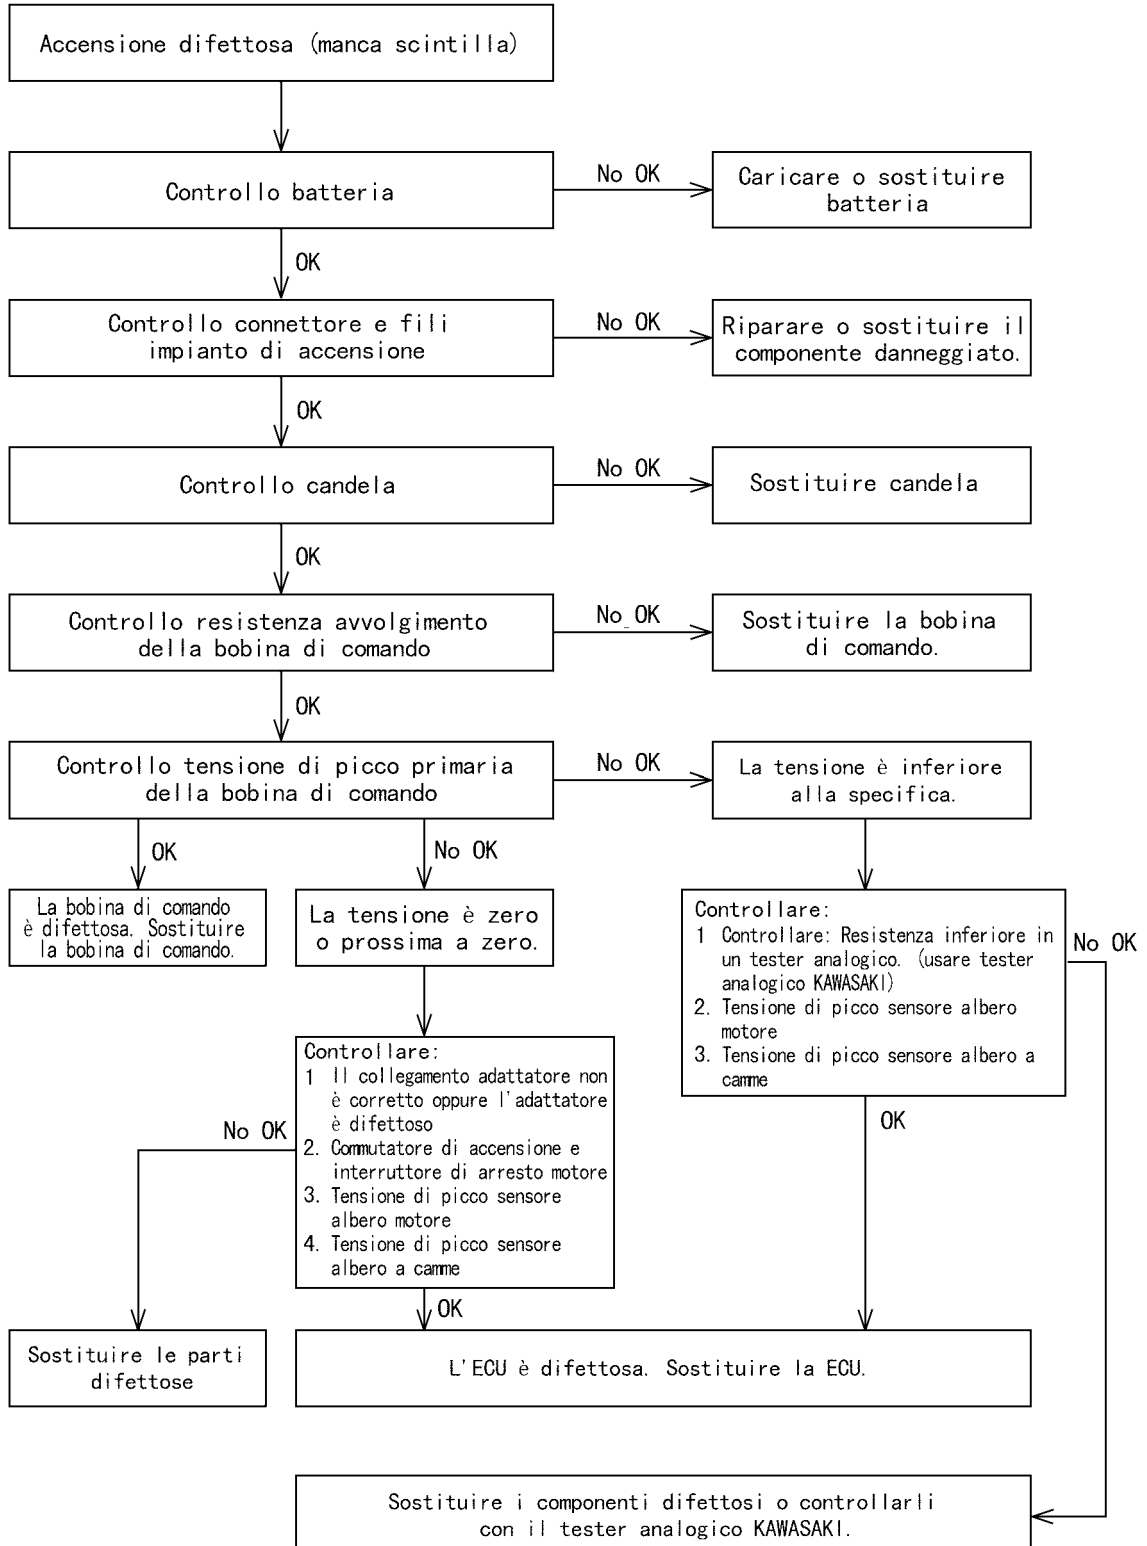 Accensione difettosa (manca scintilla)
Controllo batteria
No OK
Caricare o sostituire
batteria
OK
Controllo connettore e fili
impianto di accensione
No OK
Riparare o sostituire il
componente danneggiato.
OK
Controllo candela
No OK
Sostituire candela
OK
Controllo resistenza avvolgimento
della bobina di comando
No OK
Sostituire la bobina
di comando.
OK
Controllo tensione di picco primaria
della bobina di comando
No OK
La tensione è inferiore
alla specifica.
OK
No OK
La bobina di comando
è difettosa. Sostituire
la bobina di comando.
La tensione è zero
o prossima a zero.
Controllare:
1 Controllare: Resistenza inferiore in
un tester analogico. (usare tester
analogico KAWASAKI)
2. Tensione di picco sensore albero
motore
3. Tensione di picco sensore albero a
camme
No OK
OK
Controllare:
1 Il collegamento adattatore non
è corretto oppure l'adattatore
è difettoso
2. Commutatore di accensione e
interruttore di arresto motore
3. Tensione di picco sensore
albero motore
4. Tensione di picco sensore
albero a camme
No OK
OK
Sostituire le parti
difettose
L'ECU è difettosa. Sostituire la ECU.
Sostituire i componenti difettosi o controllarli
con il tester analogico KAWASAKI.